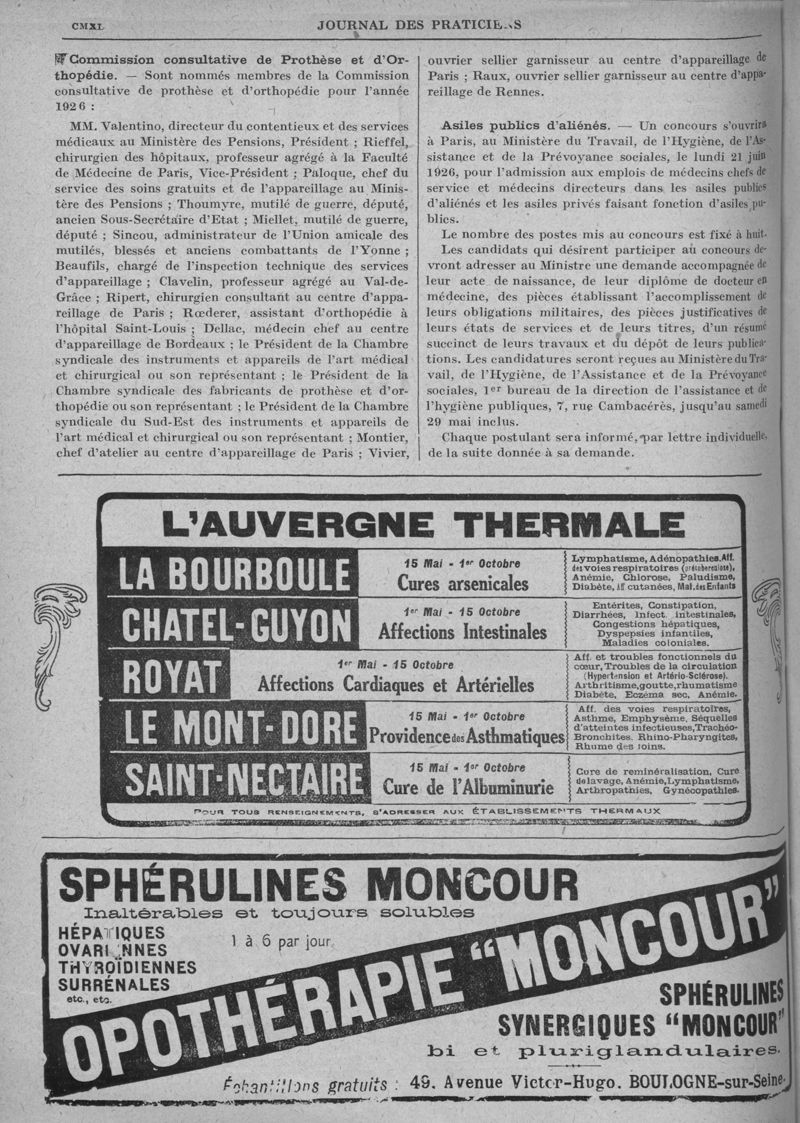 CMXL
JOURNAL DES PRATICIENS
Commission consultative de Prothèse et d'Or-
thopédie. — Sont nommés membres de la Commission
consultative de prothèse et d'orthopédie pour l'année
1926 :
MM. Valentino, directeur du contentieux et des services
médicaux au Ministère des Pensions, Président ; Rieffel,
chirurgien des hôpitaux, professeur agrégé à la Faculté
de Médecine de Paris, Vice-Président ; Paloque, chef du
service des soins gratuits et de l'appareillage au Minis-
tère des Pensions ; Thoumyre, mutilé de guerre, député,
ancien Sous-Secrétaire d'Etat ; Miellet, mutilé de guerre,
député ; Sincou, administrateur de l'Union amicale des
mutilés, blessés et anciens combattants de l'Yonne ;
Beaufils, chargé de l'inspection technique des services
d'appareillage ; Clavelin, professeur agrégé au Val-de-
Grâce ; Ripert, chirurgien consultant au centre d'appa-
reillage de Paris ; Rœderer, assistant d'orthopédie à
l'hôpital Saint-Louis ; Dellac, médecin chef au centre
d'appareillage de Bordeaux ; le Président de la Chambre
syndicale des instruments et appareils de l'art médical
et chirurgical ou son représentant ; le Président de la
Chambre syndicale des fabricants de prothèse et d'or-
thopédie ou son représentant ; le Président de la Chambre
syndicale du Sud-Est des instruments et appareils de
l'art médical et chirurgical ou son représentant ; Montier,
chef d'atelier au centre d'appareillage de Paris ; Vivier,
ouvrier sellier garnisseur au centre d'appareillage de
Paris ; Raux, ouvrier sellier garnisseur au centre d'appa-
reillage de Rennes.
Asiles publics d'aliénés. — Un concours s'ouvrira
à Paris, au Ministère du Travail, de l'Hygiène, de l'As-
sistance et de la Prévoyance sociales, le lundi 21 juin
1926, pour l'admission aux emplois de médecins chefs de
service et médecins directeurs dans les asiles publics
d'aliénés et les asiles privés faisant fonction d'asiles pu-
blics.
Le nombre des postes mis au concours est fixé à huit.
Les candidats qui désirent participer au concours de-
vront adresser au Ministre une demande accompagnée de
leur acte de naissance, de leur diplôme de docteur en
médecine, des pièces établissant l'accomplissement de
leurs obligations militaires, des pièces justificatives de
leurs états de services et de leurs titres, d'un résumé
succinct de leurs travaux et du dépôt de leurs publica-
tions. Les candidatures seront reçues au Ministère du Tra-
vail, de l'Hygiène, de l'Assistance et de la Prévoyance
sociales, 1er bureau de la direction de l'assistance et de
l'hygiène publiques, 7, rue Cambacérès, jusqu'au samedi
29 mai inclus.
Chaque postulant sera informé, par lettre individuelle,
de la suite donnée à sa demande.
L'AUVERGNE THERMALE
LA BOURBOULE
15 Mai - 1er Octobre
Cures arsenicales
Lymphatisme, Adénopathies. Aff.
des voies respiratoires (prétuberculose),
Anémie, Chlorose, Paludisme,
Diabète, Aff cutanées, Mal. des Enfants
CHATEL-GUYON
1er Mai - 15 Octobre
Affections Intestinales
Entérites, Constipation,
Diarrhées, Infect. intestinales,
Congestions hépatiques,
Dyspepsies infantiles,
Maladies coloniales.
ROYAT
1er Mai - 15 Octobre
Affections Cardiaques et Artérielles
Aff. et troubles fonctionnels du
cœur, Troubles de la circulation
(Hypertension et Artério-Sclérose).
Arthritisme, goutte, rhumatisme
Diabète, Eczéma sec, Anémie.
LE MONT-DORE
15 Mai - 1er Octobre
Providence des Asthmatiques
Aff. des voies respiratoires,
Asthme, Emphysème, Séquelles
d'atteintes infectieuses, Trachéo-
Bronchites. Rhino-Pharyngites,
Rhume des foins.
SAINT-NECTAIRE
15 Mai - 1er Octobre
Cure de l'Albuminurie
Cure de reminéralisation, Cure
de lavage, Anémie, Lymphatisme,
Arthropathies, Gynécopathies.
POUR TOUS RENSEIGNEMENTS, S'ADRESSER AUX ÉTABLISSEMENTS THERMAUX
SPHÉRULINES MONCOUR
Inaltérables et toujours solubles
HÉPATIQUES
OVARIENNES
THYROÏDIENNES
SURRÉNALES
etc., etc.
1 à 6 par jour.
OPOTHÉRAPIE "MONCOUR"
SPHÉRULINES
SYNERGIQUES "MONCOUR"
bi et pluriglandulaires.
Échantillons gratuits : 49, Avenue Victor-Hugo. BOULOGNE-sur-Seine.